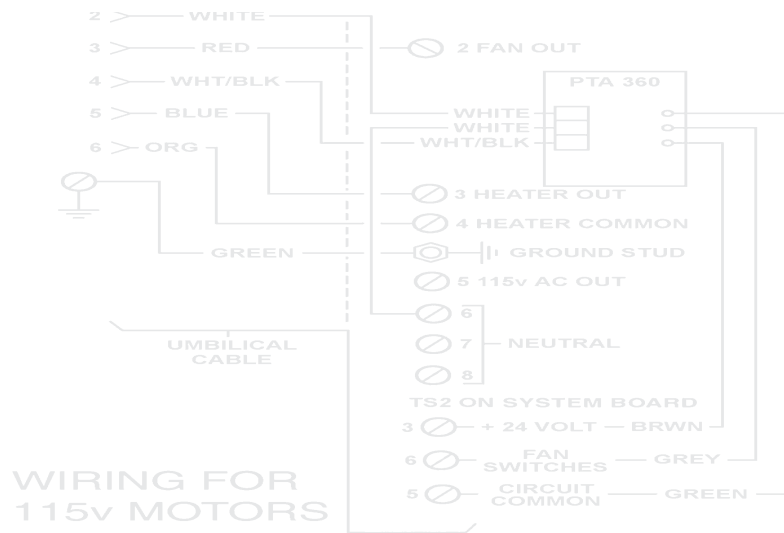 2 WHITE
3 RED 2 FAN OUT
4 WHT/BLK PTA 360
5 BLUE WHITE
WHITE
6 ORG WHT/BLK
3 HEATER OUT
4 HEATER COMMON
GREEN GROUND STUD
5 115v AC OUT
6
UMBILICAL
CABLE
7 NEUTRAL
8
TS2 ON SYSTEM BOARD
3 + 24 VOLT BRWN
6 FAN
SWITCHES GREY
5 CIRCUIT
COMMON GREEN
WIRING FOR
115v MOTORS